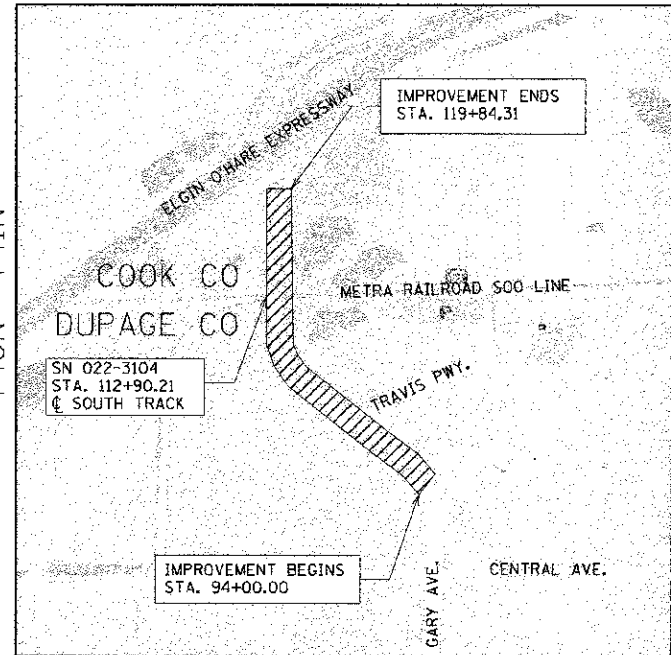 IMPROVEMENT ENDS
STA. 119+84.31
ELGIN O'HARE EXPRESSWAY
COOK CO
METRA RAILROAD SOO LINE
DUPAGE CO
SN 022-3104
STA. 112+90.21
℄ SOUTH TRACK
TRAVIS PWY.
IMPROVEMENT BEGINS
STA. 94+00.00
GARY AVE.
CENTRAL AVE.